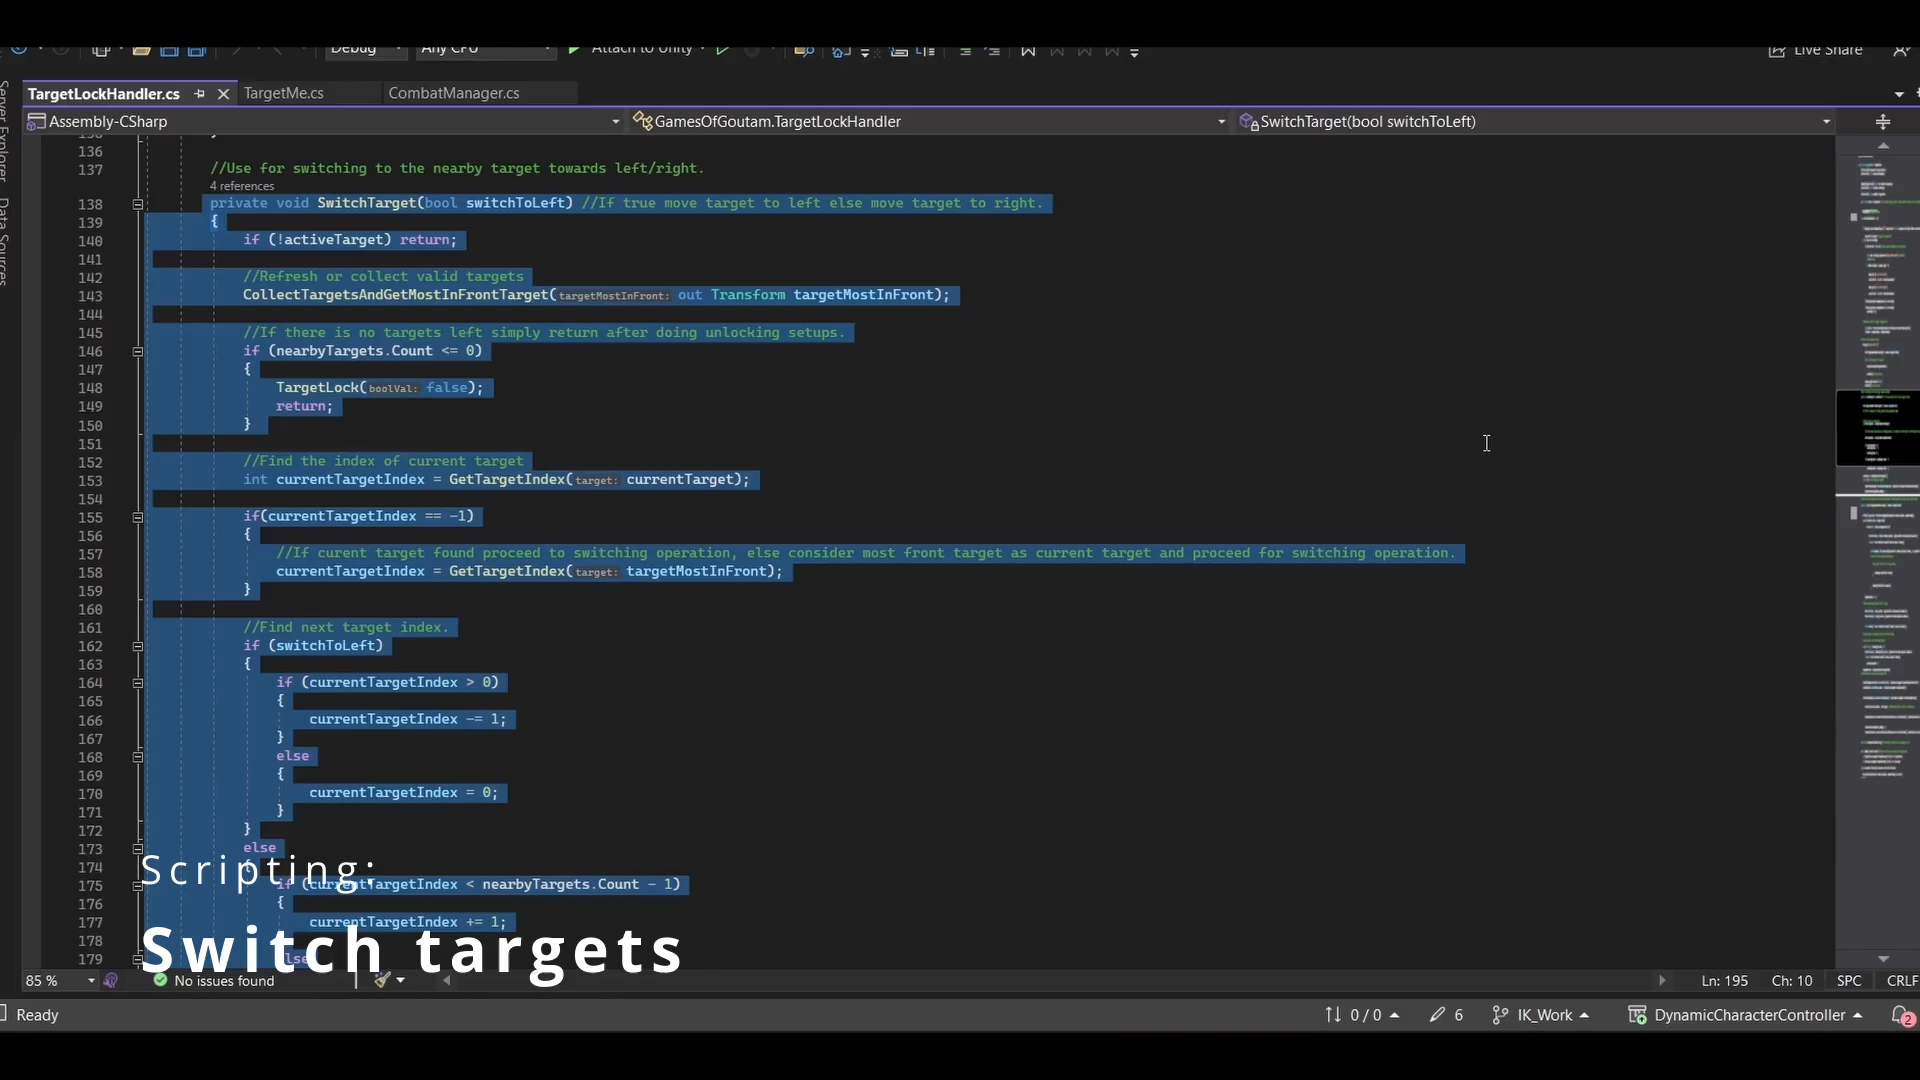 Debug Any CPU Attach to Unity Live Share
TargetLockHandler.cs TargetMe.cs CombatManager.cs
Assembly-CSharp GamesOfGoutam.TargetLockHandler SwitchTarget(bool switchToLeft)
Server Explorer
Data Sources
136
137 //Use for switching to the nearby target towards left/right.
4 references
138 private void SwitchTarget(bool switchToLeft) //If true move target to left else move target to right.
139 {
140 if (!activeTarget) return;
141
142 //Refresh or collect valid targets
143 CollectTargetsAndGetMostInFrontTarget(targetMostInFront: out Transform targetMostInFront);
144
145 //If there is no targets left simply return after doing unlocking setups.
146 if (nearbyTargets.Count <= 0)
147 {
148 TargetLock(boolVal: false);
149 return;
150 }
151
152 //Find the index of current target
153 int currentTargetIndex = GetTargetIndex(target: currentTarget);
154
155 if(currentTargetIndex == -1)
156 {
157 //If curent target found proceed to switching operation, else consider most front target as current target and proceed for switching operation.
158 currentTargetIndex = GetTargetIndex(target: targetMostInFront);
159 }
160
161 //Find next target index.
162 if (switchToLeft)
163 {
164 if (currentTargetIndex > 0)
165 {
166 currentTargetIndex -= 1;
167 }
168 else
169 {
170 currentTargetIndex = 0;
171 }
172 }
173 else
174 {
175 if (currentTargetIndex < nearbyTargets.Count - 1)
176 {
177 currentTargetIndex += 1;
178
179 else
Scripting:
Switch targets
85 % No issues found Ln: 195 Ch: 10 SPC CRLF
Ready 0 / 0 6 IK_Work DynamicCharacterController 2